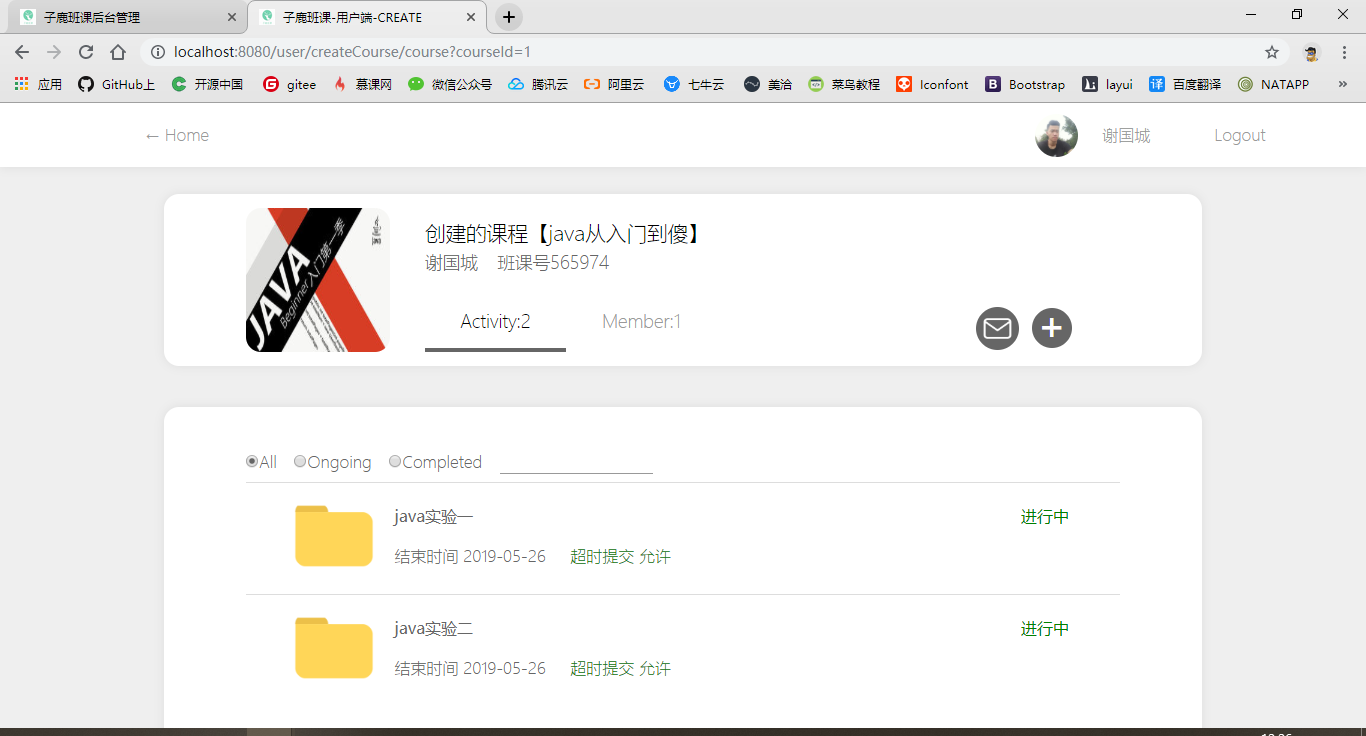 子鹿班课后台管理
子鹿班课-用户端-CREATE
localhost:8080/user/createCourse/course?courseId=1
应用 GitHub上 开源中国 gitee 慕课网 微信公众号 腾讯云 阿里云 七牛云 美洽 菜鸟教程 Iconfont Bootstrap layui 百度翻译 NATAPP »
← Home 谢国城 Logout
JAVA
Beginner 入门第一季
创建的课程【java从入门到傻】
谢国城 班课号565974
Activity:2 Member:1
All Ongoing Completed
java实验一 进行中
结束时间 2019-05-26 超时提交 允许
java实验二 进行中
结束时间 2019-05-26 超时提交 允许